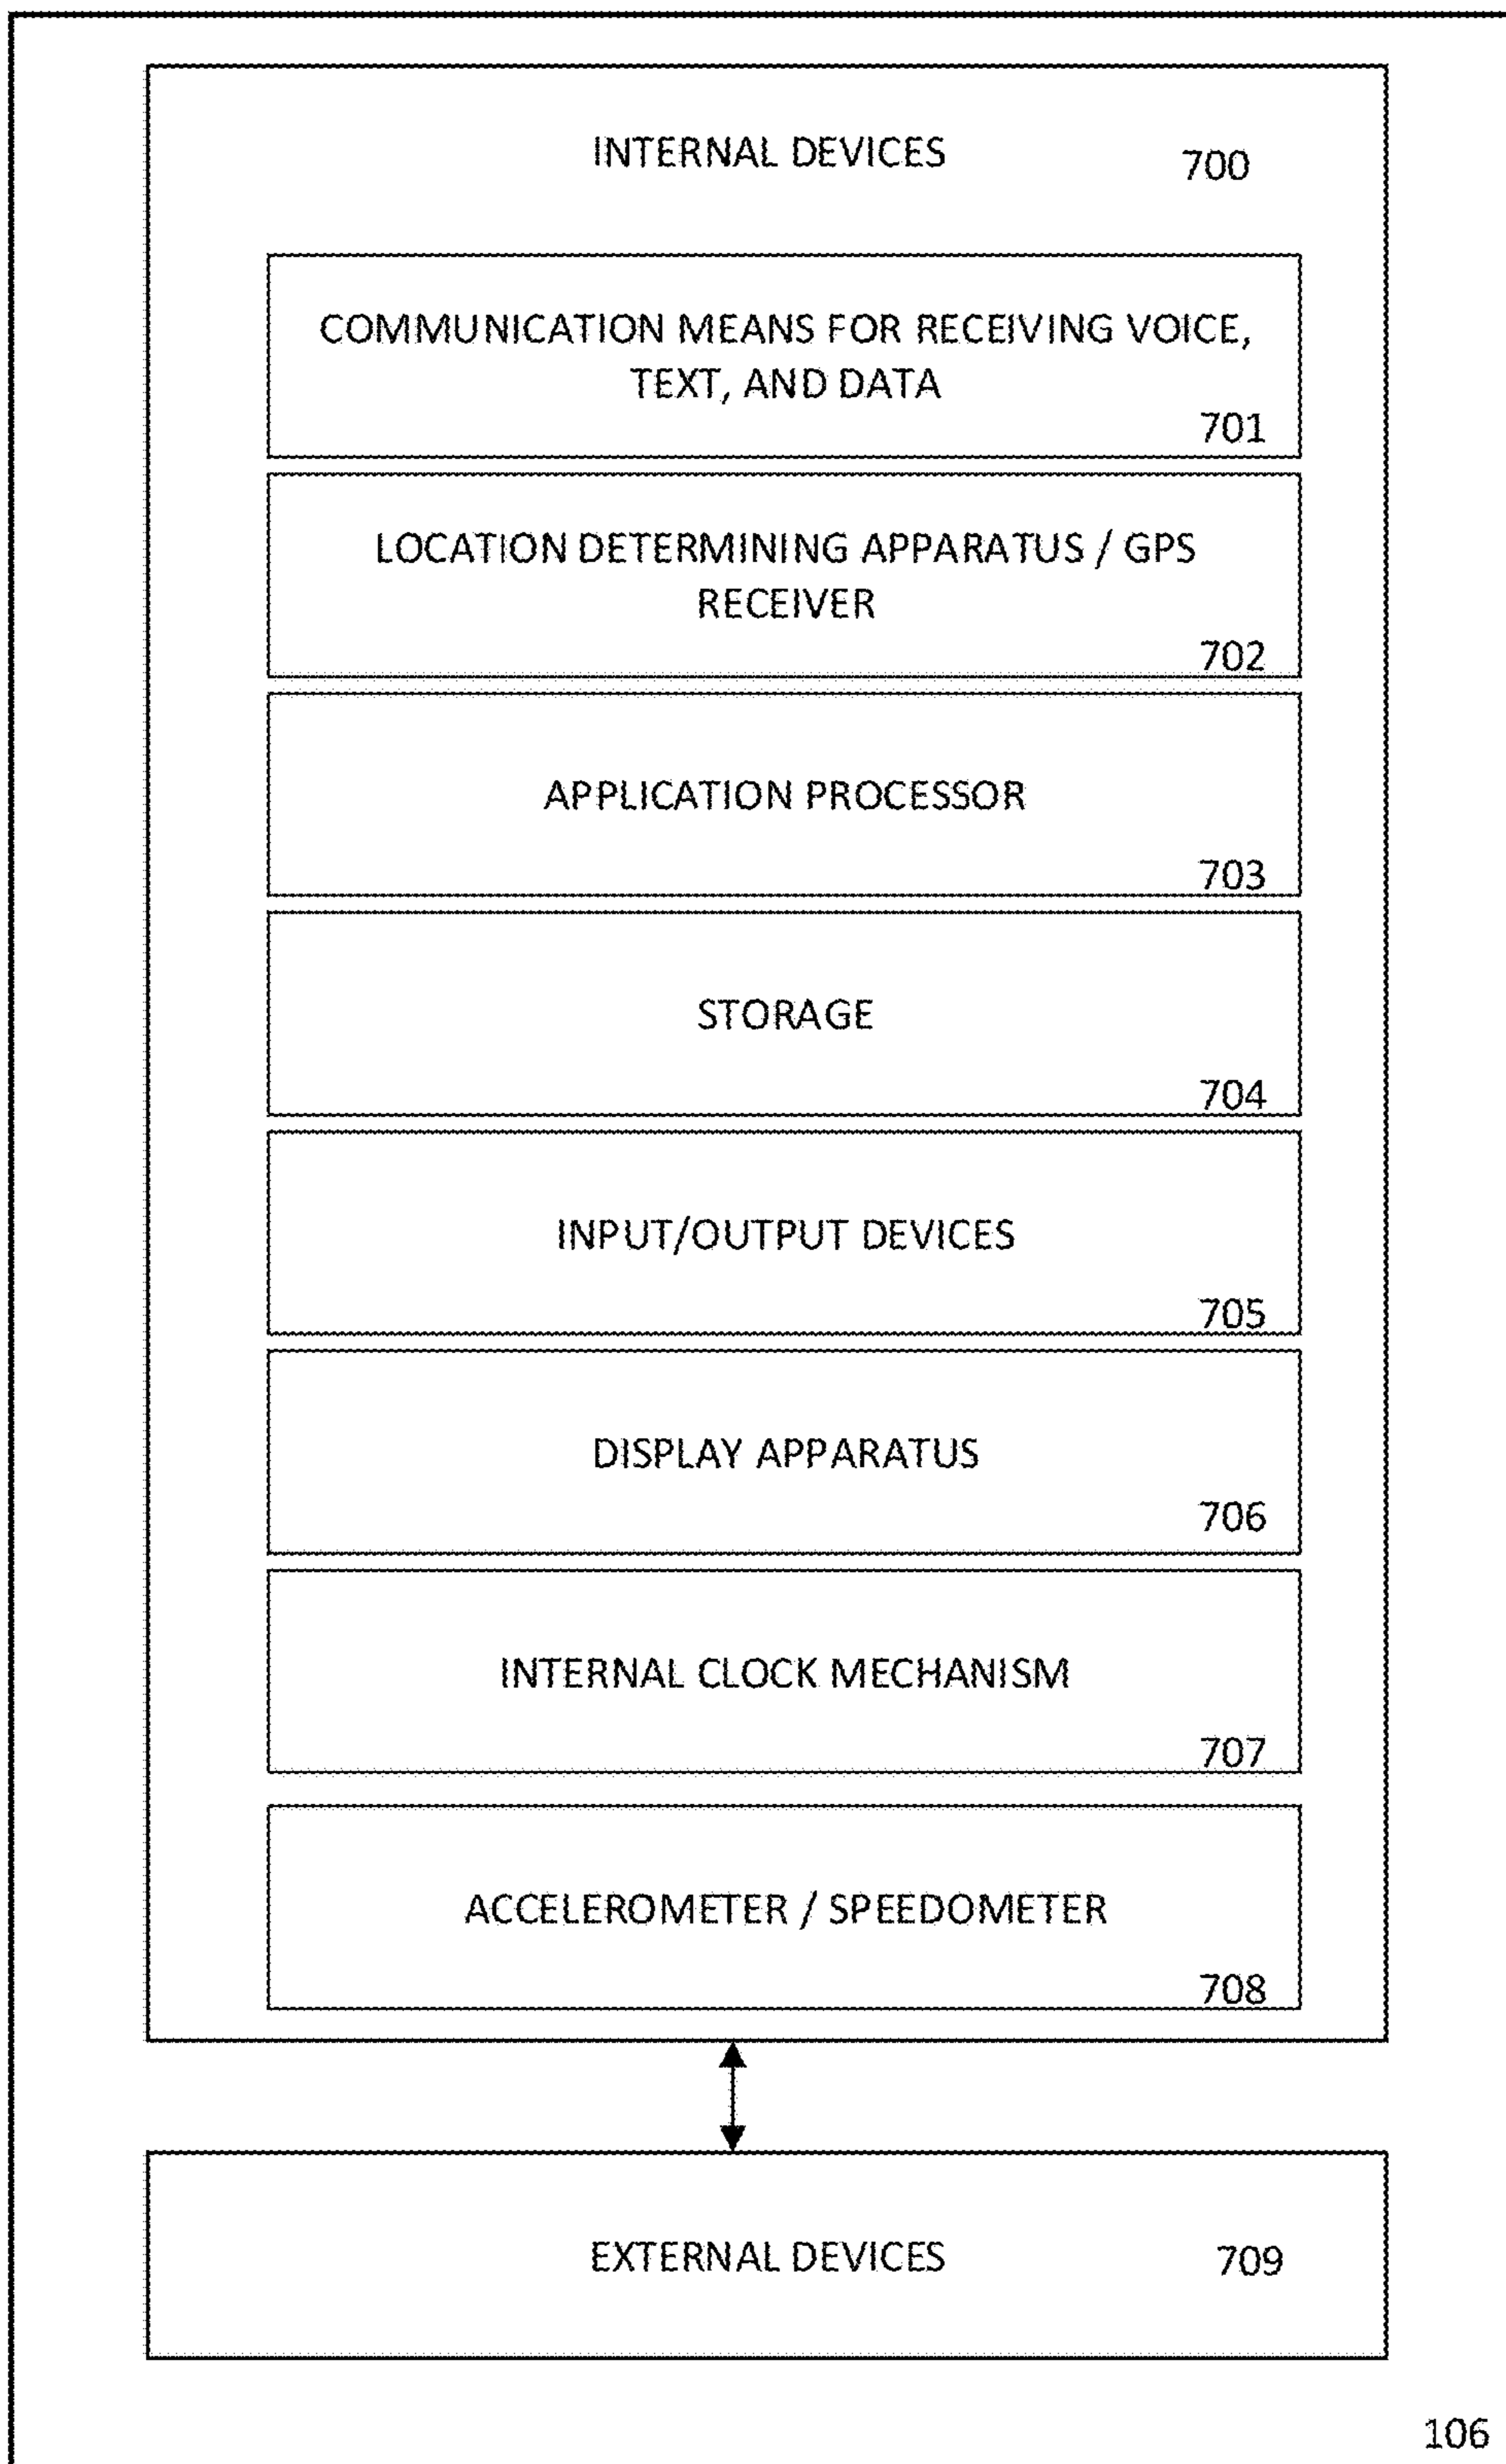 INTERNAL DEVICES 700
COMMUNICATION MEANS FOR RECEIVING VOICE,
TEXT, AND DATA
701
LOCATION DETERMINING APPARATUS / GPS
RECEIVER
702
APPLICATION PROCESSOR
703
STORAGE
704
INPUT/OUTPUT DEVICES
705
DISPLAY APPARATUS
706
INTERNAL CLOCK MECHANISM
707
ACCELEROMETER / SPEEDOMETER
708
EXTERNAL DEVICES 709
106